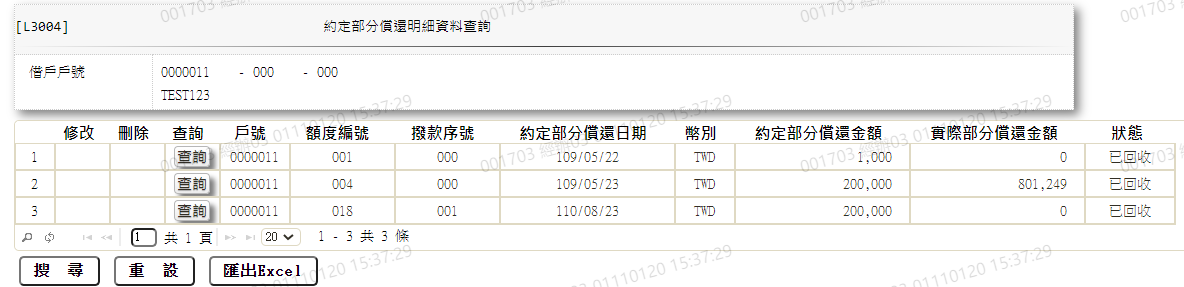 [L3004] 約定部分償還明細資料查詢
借戶戶號 0000011 - 000 - 000
TEST123
修改 刪除 查詢 戶號 額度編號 撥款序號 約定部分償還日期 幣別 約定部分償還金額 實際部分償還金額 狀態
1 查詢 0000011 001 000 109/05/22 TWD 1,000 0 已回收
2 查詢 0000011 004 000 109/05/23 TWD 200,000 801,249 已回收
3 查詢 0000011 018 001 110/08/23 TWD 200,000 0 已回收
1 共 1 頁 20 1 - 3 共 3 條
搜 尋 重 設 匯出Excel